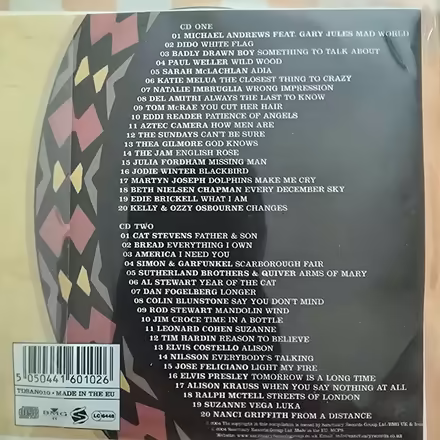 CD ONE
01 MICHAEL ANDREWS FEAT. GARY JULES MAD WORLD
02 DIDO WHITE FLAG
03 BADLY DRAWN BOY SOMETHING TO TALK ABOUT
04 PAUL WELLER WILD WOOD
05 SARAH McLACHLAN ADIA
06 KATIE MELUA THE CLOSEST THING TO CRAZY
07 NATALIE IMBRUGLIA WRONG IMPRESSION
08 DEL AMITRI ALWAYS THE LAST TO KNOW
09 TOM McRAE YOU CUT HER HAIR
10 EDDI READER PATIENCE OF ANGELS
11 AZTEC CAMERA HOW MEN ARE
12 THE SUNDAYS CAN'T BE SURE
13 THEA GILMORE GOD KNOWS
14 THE JAM ENGLISH ROSE
15 JULIA FORDHAM MISSING MAN
16 JODIE WINTER BLACKBIRD
17 MARTYN JOSEPH DOLPHINS MAKE ME CRY
18 BETH NIELSEN CHAPMAN EVERY DECEMBER SKY
19 EDIE BRICKELL WHAT I AM
20 KELLY & OZZY OSBOURNE CHANGES
CD TWO
01 CAT STEVENS FATHER & SON
02 BREAD EVERYTHING I OWN
03 AMERICA I NEED YOU
04 SIMON & GARFUNKEL SCARBOROUGH FAIR
05 SUTHERLAND BROTHERS & QUIVER ARMS OF MARY
06 AL STEWART YEAR OF THE CAT
07 DAN FOGELBERG LONGER
08 COLIN BLUNSTONE SAY YOU DON'T MIND
09 ROD STEWART MANDOLIN WIND
10 JIM CROCE TIME IN A BOTTLE
11 LEONARD COHEN SUZANNE
12 TIM HARDIN REASON TO BELIEVE
13 ELVIS COSTELLO ALISON
14 NILSSON EVERYBODY'S TALKING
15 JOSE FELICIANO LIGHT MY FIRE
16 ELVIS PRESLEY TOMORROW IS A LONG TIME
17 ALISON KRAUSS WHEN YOU SAY NOTHING AT ALL
18 RALPH McTELL STREETS OF LONDON
19 SUZANNE VEGA LUKA
20 NANCI GRIFFITH FROM A DISTANCE
5 050441 601026
MADE IN THE EU
BMG